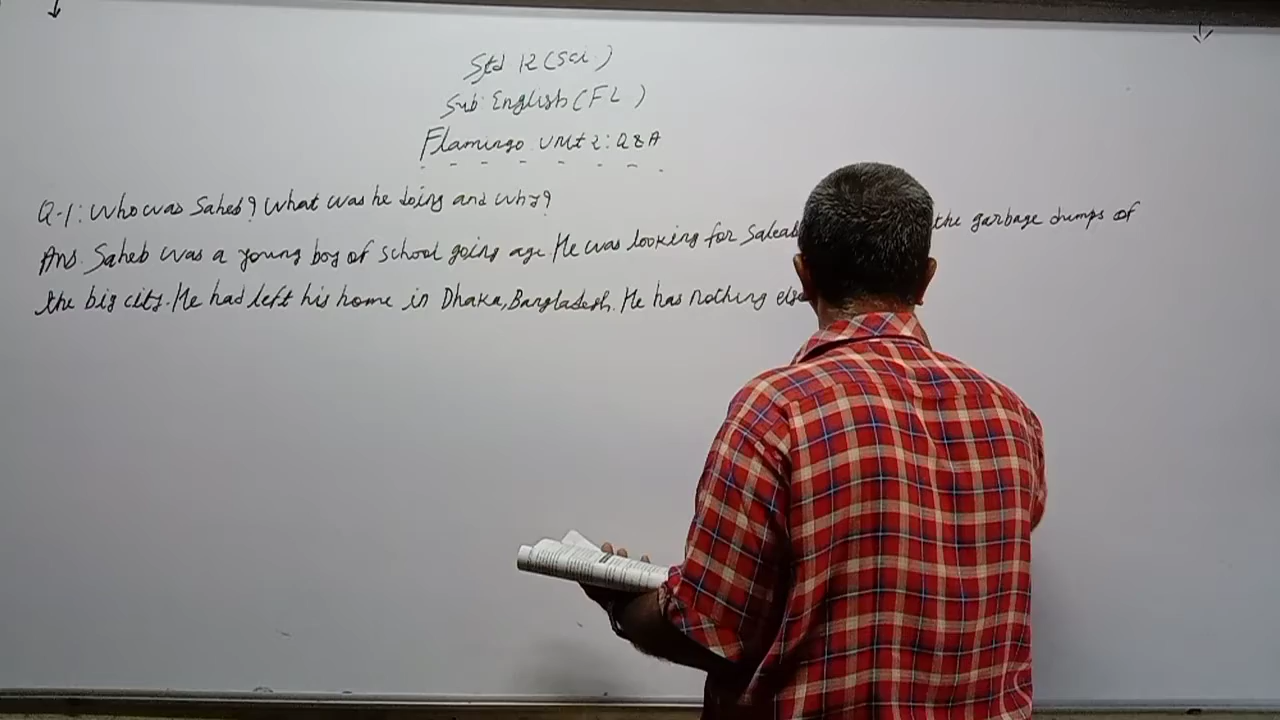 Std 12 (Sci.)
Sub: English (FL)
Flamingo Unit 2: Q & A
Q-1: Who was Saheb? What was he doing and why?
Ans. Saheb was a young boy of school going age. He was looking for the garbage dumps of
the big city. He had left his home in Dhaka, Bangladesh. He has nothing else